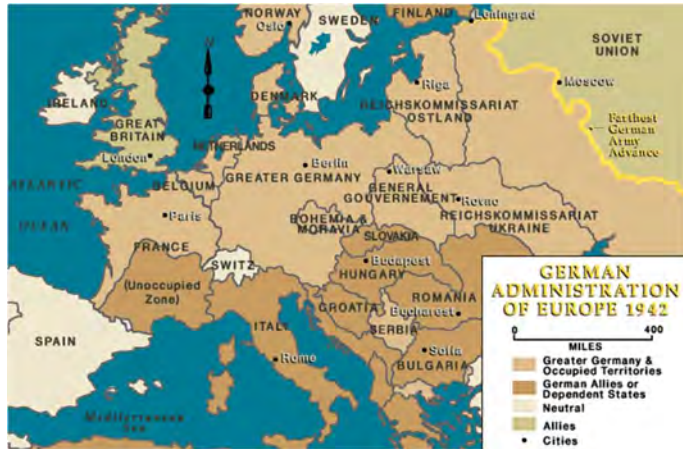 NORWAY
Oslo
SWEDEN
FINLAND
Leningrad
SOVIET
UNION
Moscow
Riga
IRELAND
DENMARK
REICHSKOMMISSARIAT
OSTLAND
Farthest
German
Army
Advance
GREAT
BRITAIN
London
NETHERLANDS
Berlin
GREATER GERMANY
Warsaw
GENERAL
GOUVERNEMENT
Rovno
REICHSKOMMISSARIAT
UKRAINE
ATLANTIC
OCEAN
BELGIUM
Paris
BOHEMIA &
MORAVIA
SLOVAKIA
FRANCE
SWITZ
Budapest
HUNGARY
(Unoccupied
Zone)
ROMANIA
Bucharest
CROATIA
SERBIA
ITALY
SPAIN
Rome
Sofia
BULGARIA
Mediterranean
Sea
N
GERMAN
ADMINISTRATION
OF EUROPE 1942
0 400
MILES
Greater Germany &
Occupied Territories
German Allies or
Dependent States
Neutral
Allies
Cities